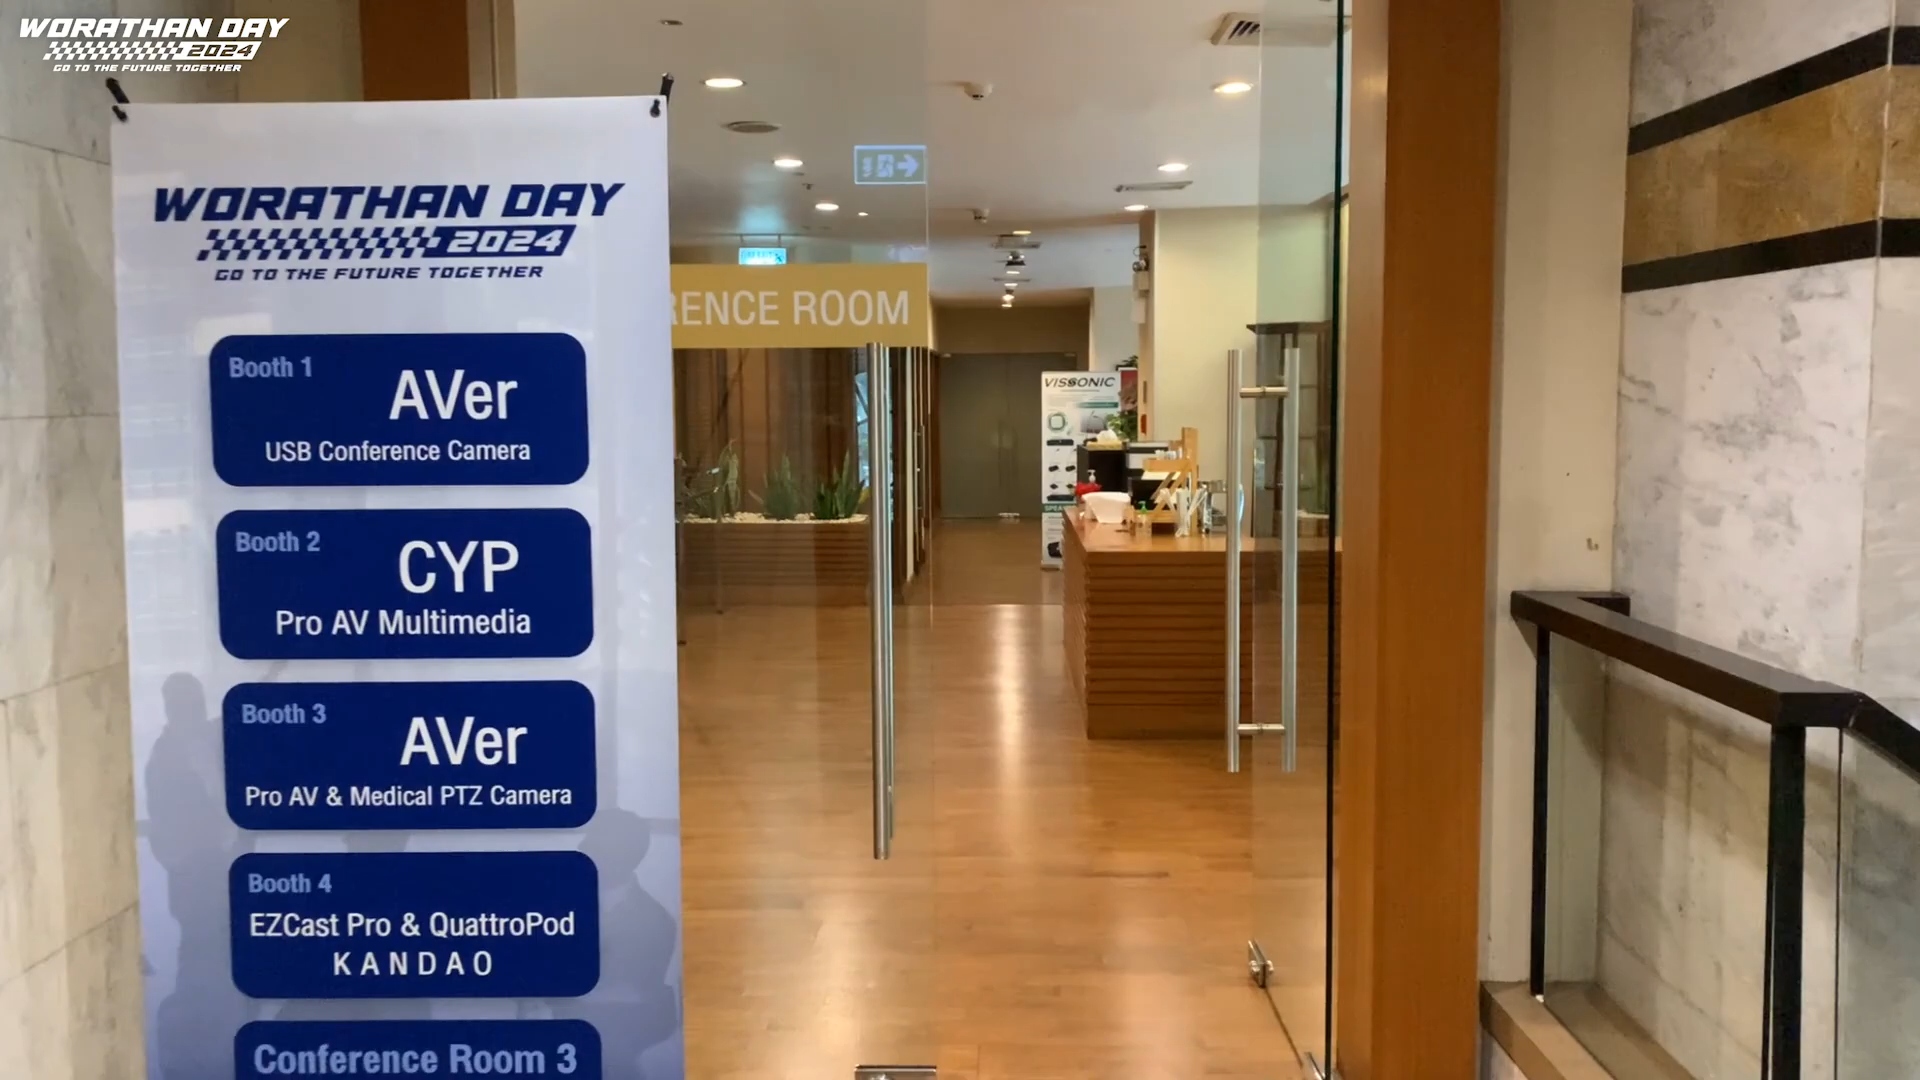 WORATHAN DAY
2024
GO TO THE FUTURE TOGETHER
WORATHAN DAY
2024
GO TO THE FUTURE TOGETHER
Booth 1
AVer
USB Conference Camera
Booth 2
CYP
Pro AV Multimedia
Booth 3
AVer
Pro AV & Medical PTZ Camera
Booth 4
EZCast Pro & QuattroPod
KANDAO
Conference Room 3
RENCE ROOM
VISSONIC